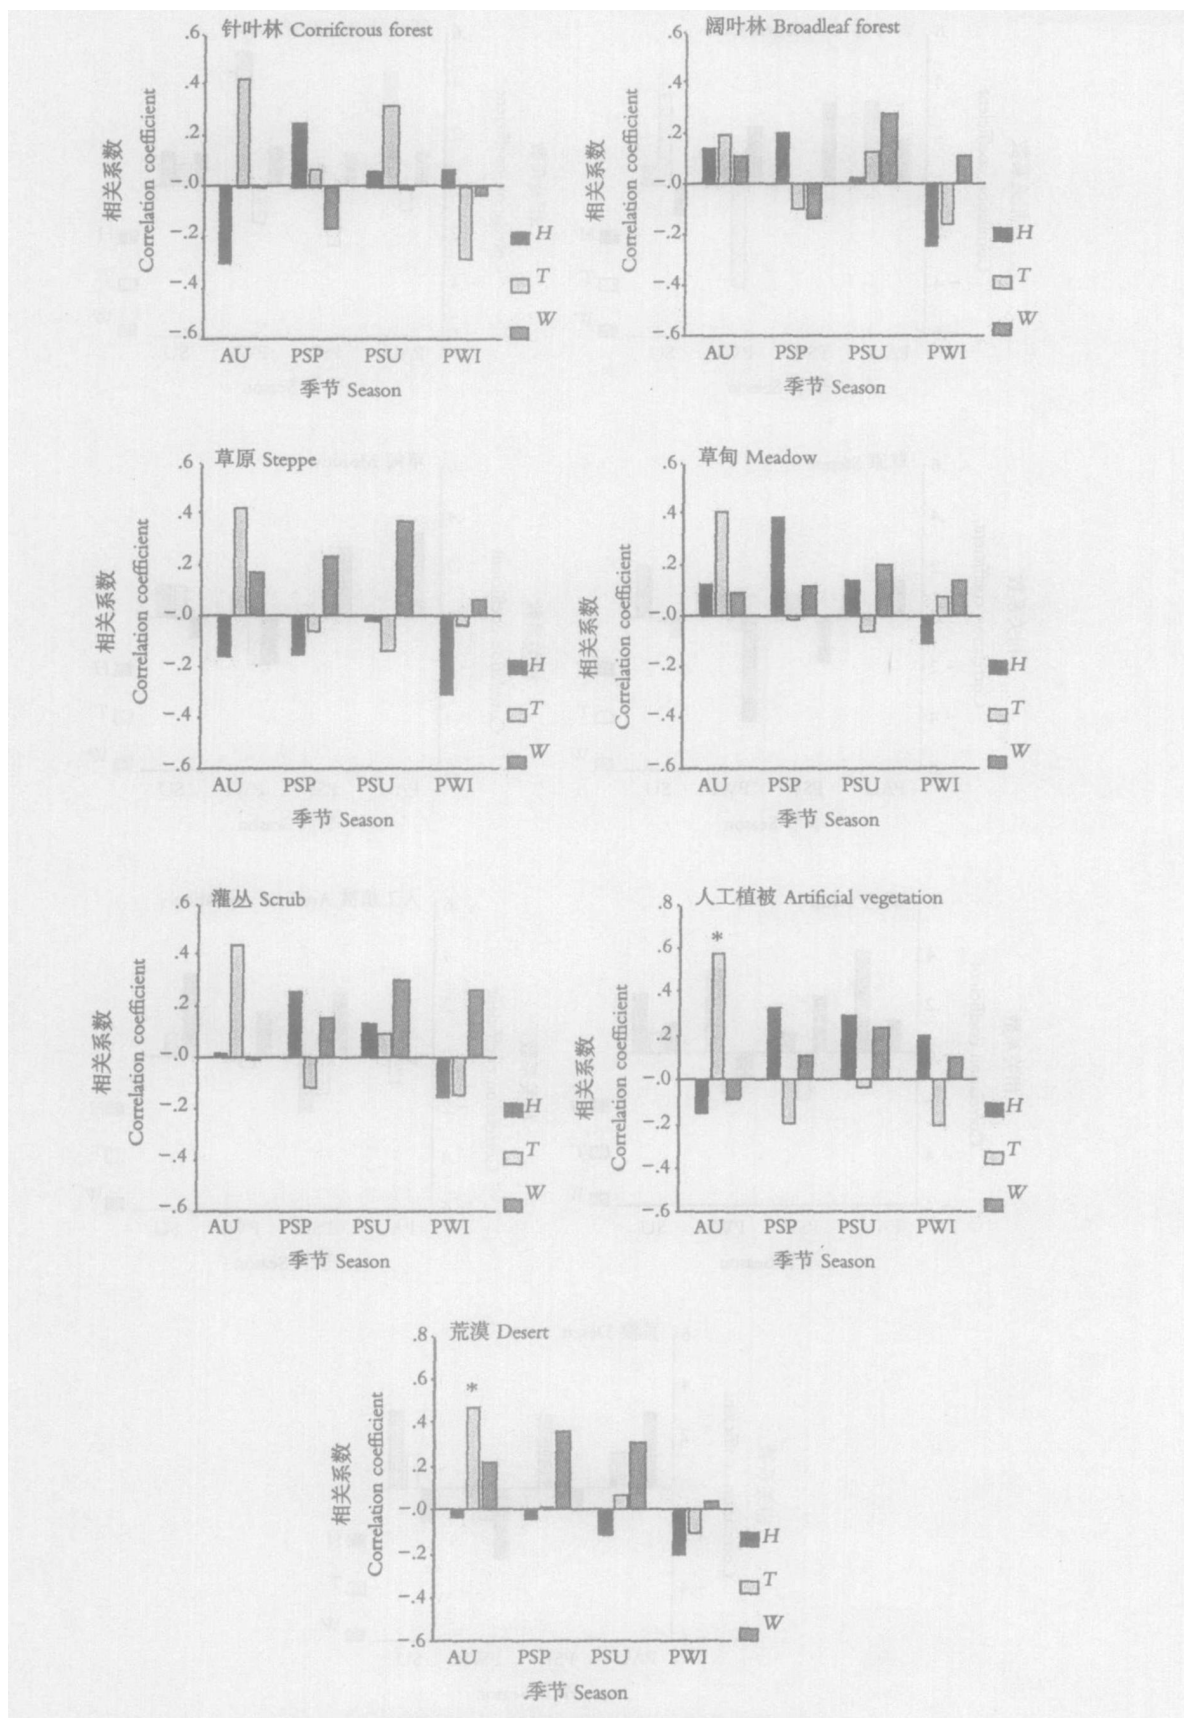 针叶林 Corrifcrous forest
.6
.4
.2
-.0
-.2
-.4
-.6
相关系数
Correlation coefficient
AU PSP PSU PWI
季节 Season
H
T
W
阔叶林 Broadleaf forest
.6
.4
.2
-.0
-.2
-.4
-.6
相关系数
Correlation coefficient
AU PSP PSU PWI
季节 Season
H
T
W
草原 Steppe
.6
.4
.2
-.0
-.2
-.4
-.6
相关系数
Correlation coefficient
AU PSP PSU PWI
季节 Season
H
T
W
草甸 Meadow
.6
.4
.2
-.0
-.2
-.4
-.6
相关系数
Correlation coefficient
AU PSP PSU PWI
季节 Season
H
T
W
灌丛 Scrub
.6
.4
.2
-.0
-.2
-.4
-.6
相关系数
Correlation coefficient
AU PSP PSU PWI
季节 Season
H
T
W
人工植被 Artificial vegetation
.8
.6
.4
.2
-.0
-.2
-.4
-.6
*
相关系数
Correlation coefficient
AU PSP PSU PWI
季节 Season
H
T
W
荒漠 Desert
.8
.6
.4
.2
-.0
-.2
-.4
-.6
*
相关系数
Correlation coefficient
AU PSP PSU PWI
季节 Season
H
T
W